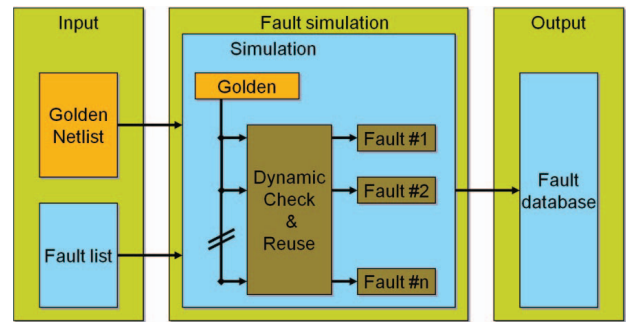 Input
Golden
Netlist
Fault list
Fault simulation
Simulation
Golden
Dynamic
Check
&
Reuse
Fault #1
Fault #2
Fault #n
Output
Fault
database